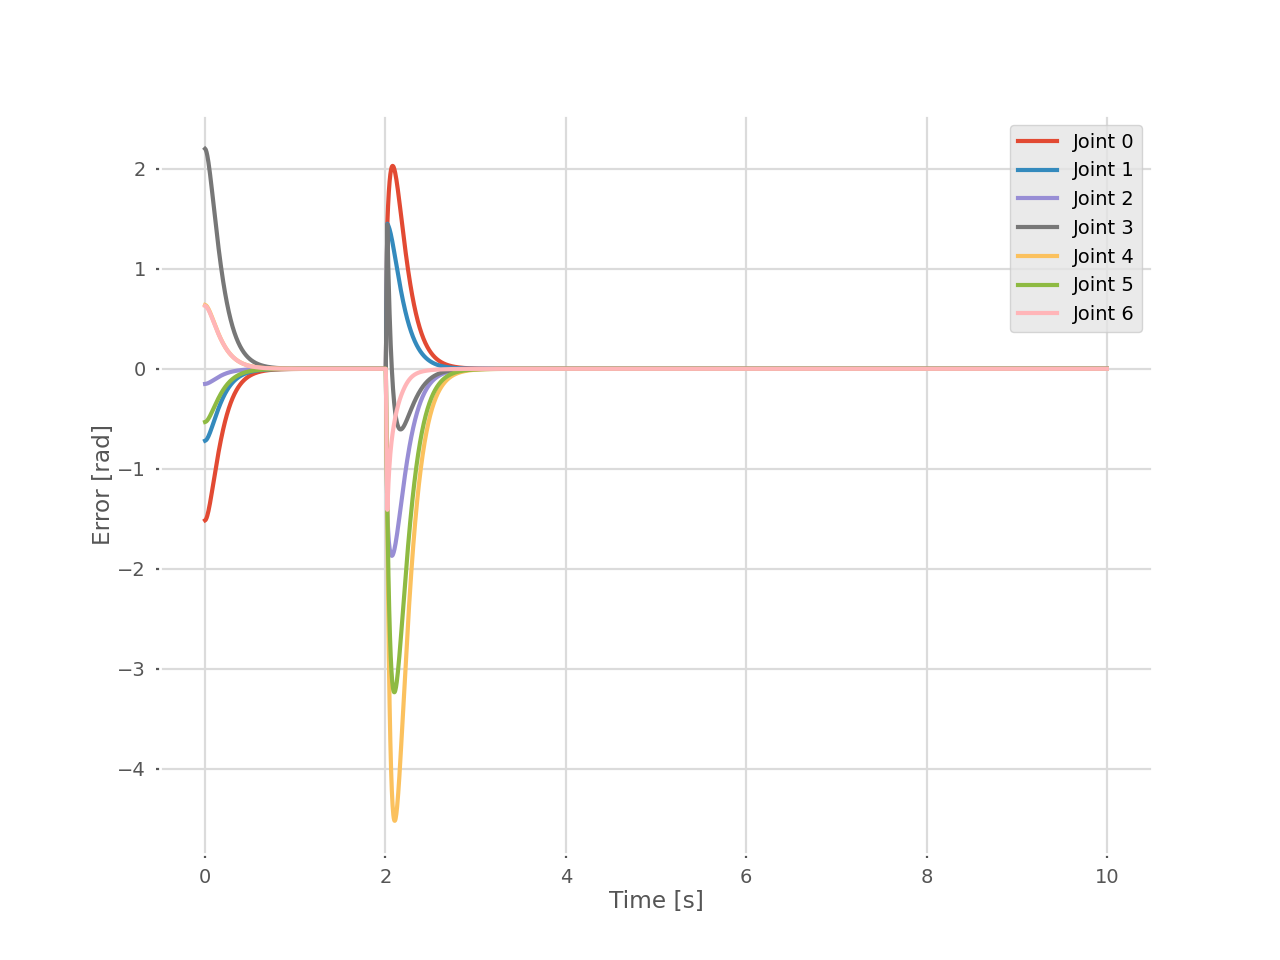 2
1
0
−1
−2
−3
−4
Error [rad]
0 2 4 6 8 10
Time [s]
Joint 0
Joint 1
Joint 2
Joint 3
Joint 4
Joint 5
Joint 6